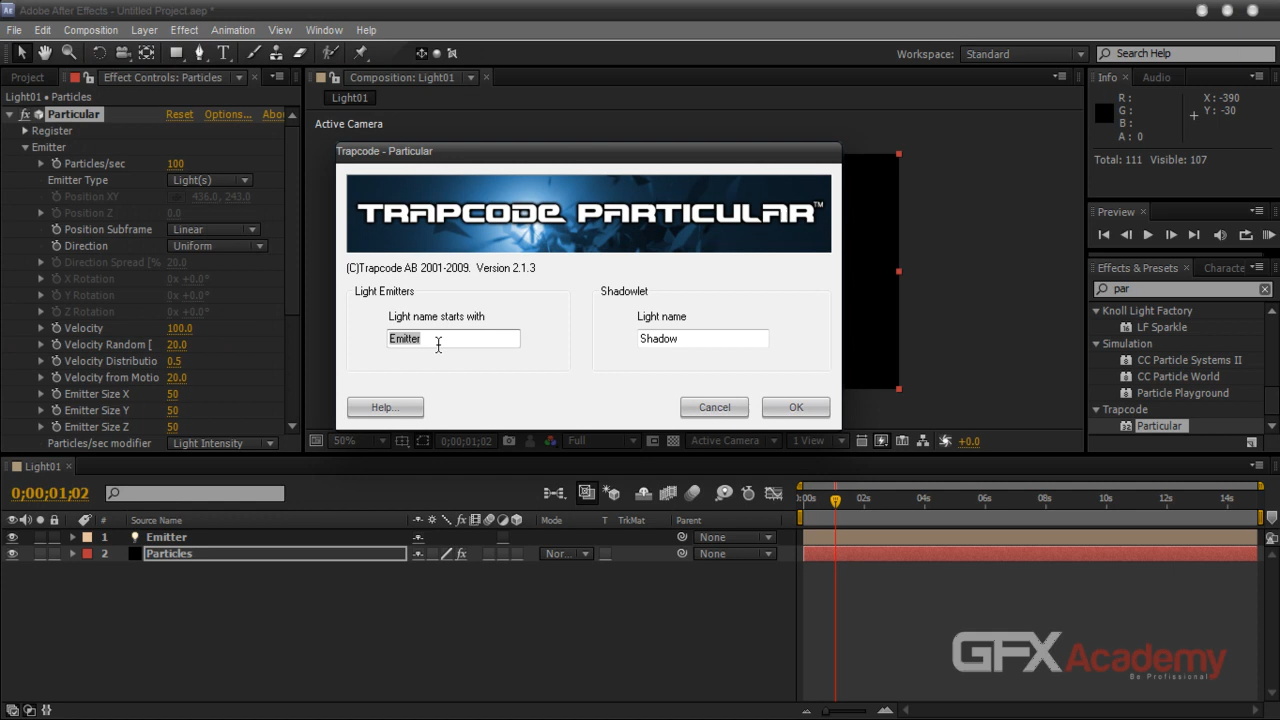 Ae Adobe After Effects - Untitled Project.aep *
File Edit Composition Layer Effect Animation View Window Help
Workspace: Standard Search Help
Project Effect Controls: Particles Composition: Light01 Info Audio
Light01 • Particles Light01 R: X: -390
fx Particular Reset Options... Abou G: Y: -30
Register Active Camera B:
Emitter A: 0
Particles/sec 100 Total: 111 Visible: 107
Emitter Type Light(s)
Position XY 436.0, 243.0
Position Z 0.0
Position Subframe Linear
Direction Uniform
Direction Spread [% 20.0
X Rotation 0x +0.0°
Y Rotation 0x +0.0°
Z Rotation 0x +0.0°
Velocity 100.0
Velocity Random [ 20.0
Velocity Distributio 0.5
Velocity from Motio 20.0
Emitter Size X 50
Emitter Size Y 50
Emitter Size Z 50
Particles/sec modifier Light Intensity
Trapcode - Particular
TRAPCODE PARTICULAR™
(C)Trapcode AB 2001-2009. Version 2.1.3
Light Emitters Shadowlet
Light name starts with Light name
Emitter Shadow
Help... Cancel OK
50% 0;00;01;02 Full Active Camera 1 View +0.0
Preview
Effects & Presets Characte
par
Knoll Light Factory
LF Sparkle
Simulation
CC Particle Systems II
CC Particle World
Particle Playground
Trapcode
Particular
Light01
0;00;01;02
:00s 02s 04s 06s 08s 10s 12s 14s
# Source Name fx Mode T TrkMat Parent
1 Emitter None
2 Particles fx Nor... None
GFX Academy
Be Professional